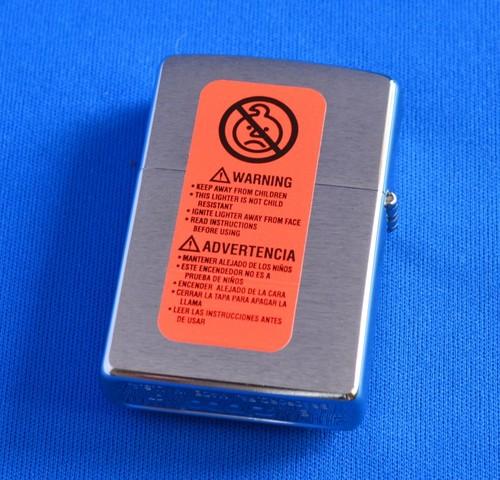 WARNING
• KEEP AWAY FROM CHILDREN
• THIS LIGHTER IS NOT CHILD
RESISTANT
• IGNITE LIGHTER AWAY FROM FACE
• READ INSTRUCTIONS
BEFORE USING
ADVERTENCIA
• MANTENER ALEJADO DE LOS NIÑOS
• ESTE ENCENDEDOR NO ES A
PRUEBA DE NIÑOS
• ENCENDER ALEJADO DE LA CARA
• CERRAR LA TAPA PARA APAGAR LA
LLAMA
• LEER LAS INSTRUCCIONES ANTES
DE USAR